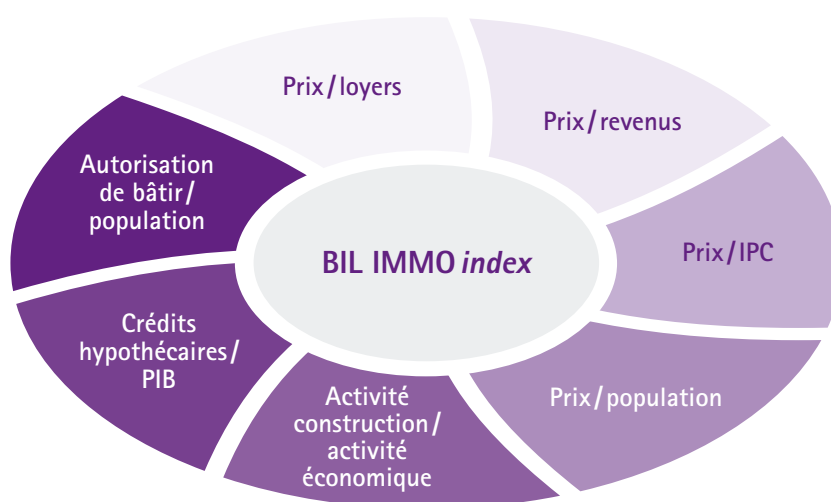 Prix / loyers
Prix / revenus
Autorisation
de bâtir /
population
BIL IMMO index
Prix / IPC
Crédits
hypothécaires /
PIB
Activité
construction /
activité
économique
Prix / population